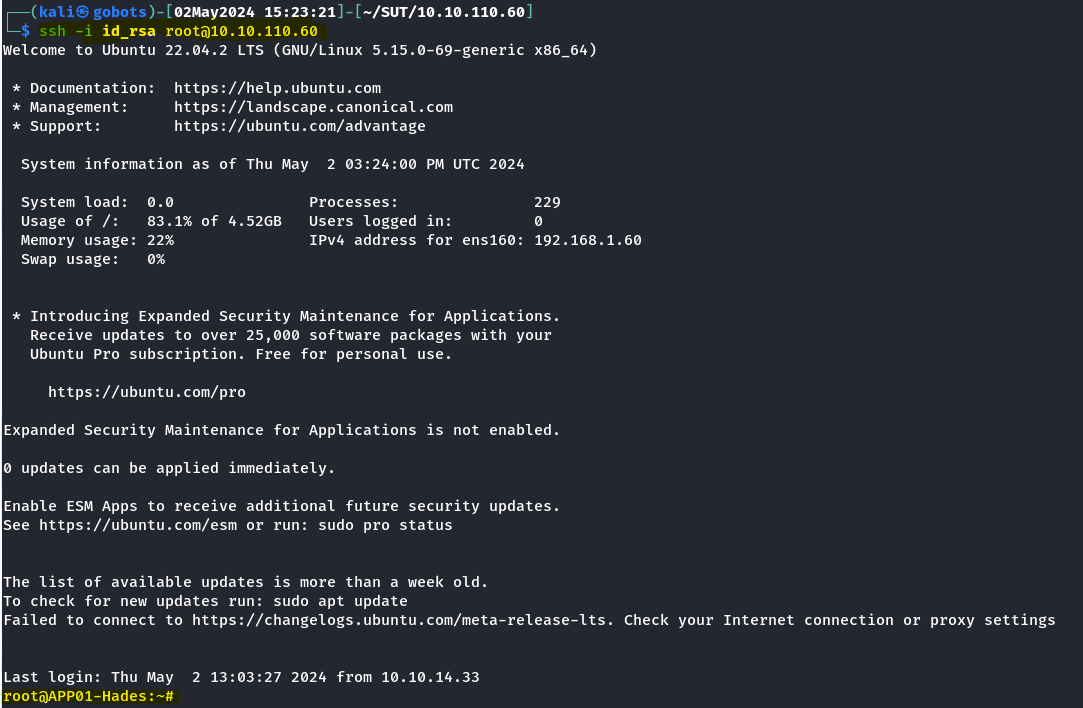 ┌──(kali㉿gobots)-[02May2024 15:23:21]-[~/SUT/10.10.110.60]
└─$ ssh -i id_rsa root@10.10.110.60
Welcome to Ubuntu 22.04.2 LTS (GNU/Linux 5.15.0-69-generic x86_64)

 * Documentation:  https://help.ubuntu.com
 * Management:     https://landscape.canonical.com
 * Support:        https://ubuntu.com/advantage

  System information as of Thu May  2 03:24:00 PM UTC 2024

  System load:  0.0               Processes:              229
  Usage of /:   83.1% of 4.52GB   Users logged in:        0
  Memory usage: 22%               IPv4 address for ens160: 192.168.1.60
  Swap usage:   0%


 * Introducing Expanded Security Maintenance for Applications.
   Receive updates to over 25,000 software packages with your
   Ubuntu Pro subscription. Free for personal use.

     https://ubuntu.com/pro

Expanded Security Maintenance for Applications is not enabled.

0 updates can be applied immediately.

Enable ESM Apps to receive additional future security updates.
See https://ubuntu.com/esm or run: sudo pro status


The list of available updates is more than a week old.
To check for new updates run: sudo apt update
Failed to connect to https://changelogs.ubuntu.com/meta-release-lts. Check your Internet connection or proxy settings


Last login: Thu May  2 13:03:27 2024 from 10.10.14.33
root@APP01-Hades:~#